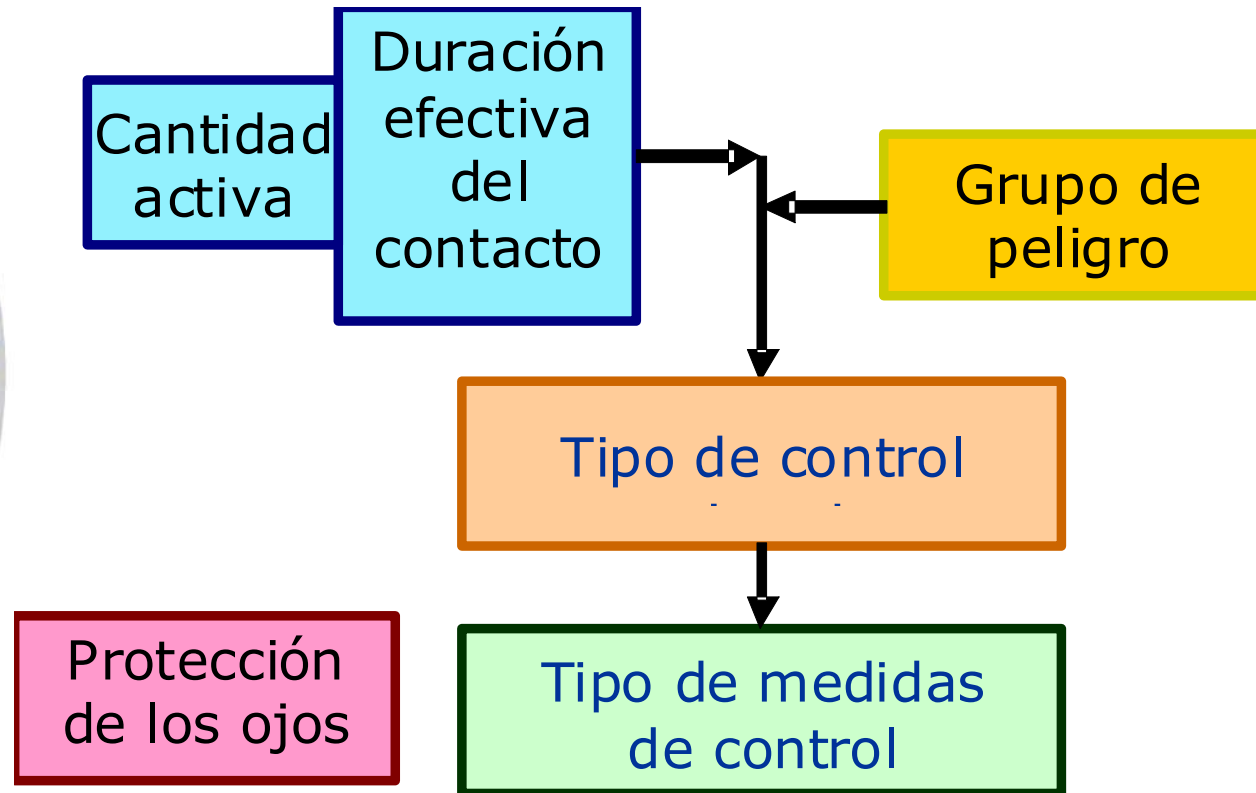 Cantidad
activa
Duración
efectiva
del
contacto
Grupo de
peligro
Tipo de control
Protección
de los ojos
Tipo de medidas
de control